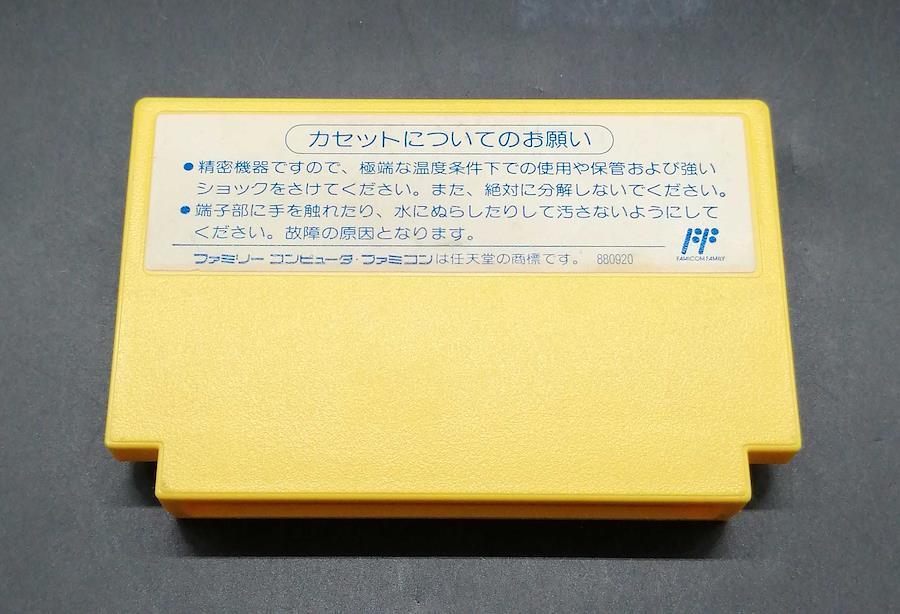 カセットについてのお願い
●精密機器ですので、極端な温度条件下での使用や保管および強い
ショックをさけてください。また、絶対に分解しないでください。
●端子部に手を触れたり、水にぬらしたりして汚さないようにして
ください。故障の原因となります。
FF
FAMICOM FAMILY
ファミリー コンピュータ・ファミコンは任天堂の商標です。 880920